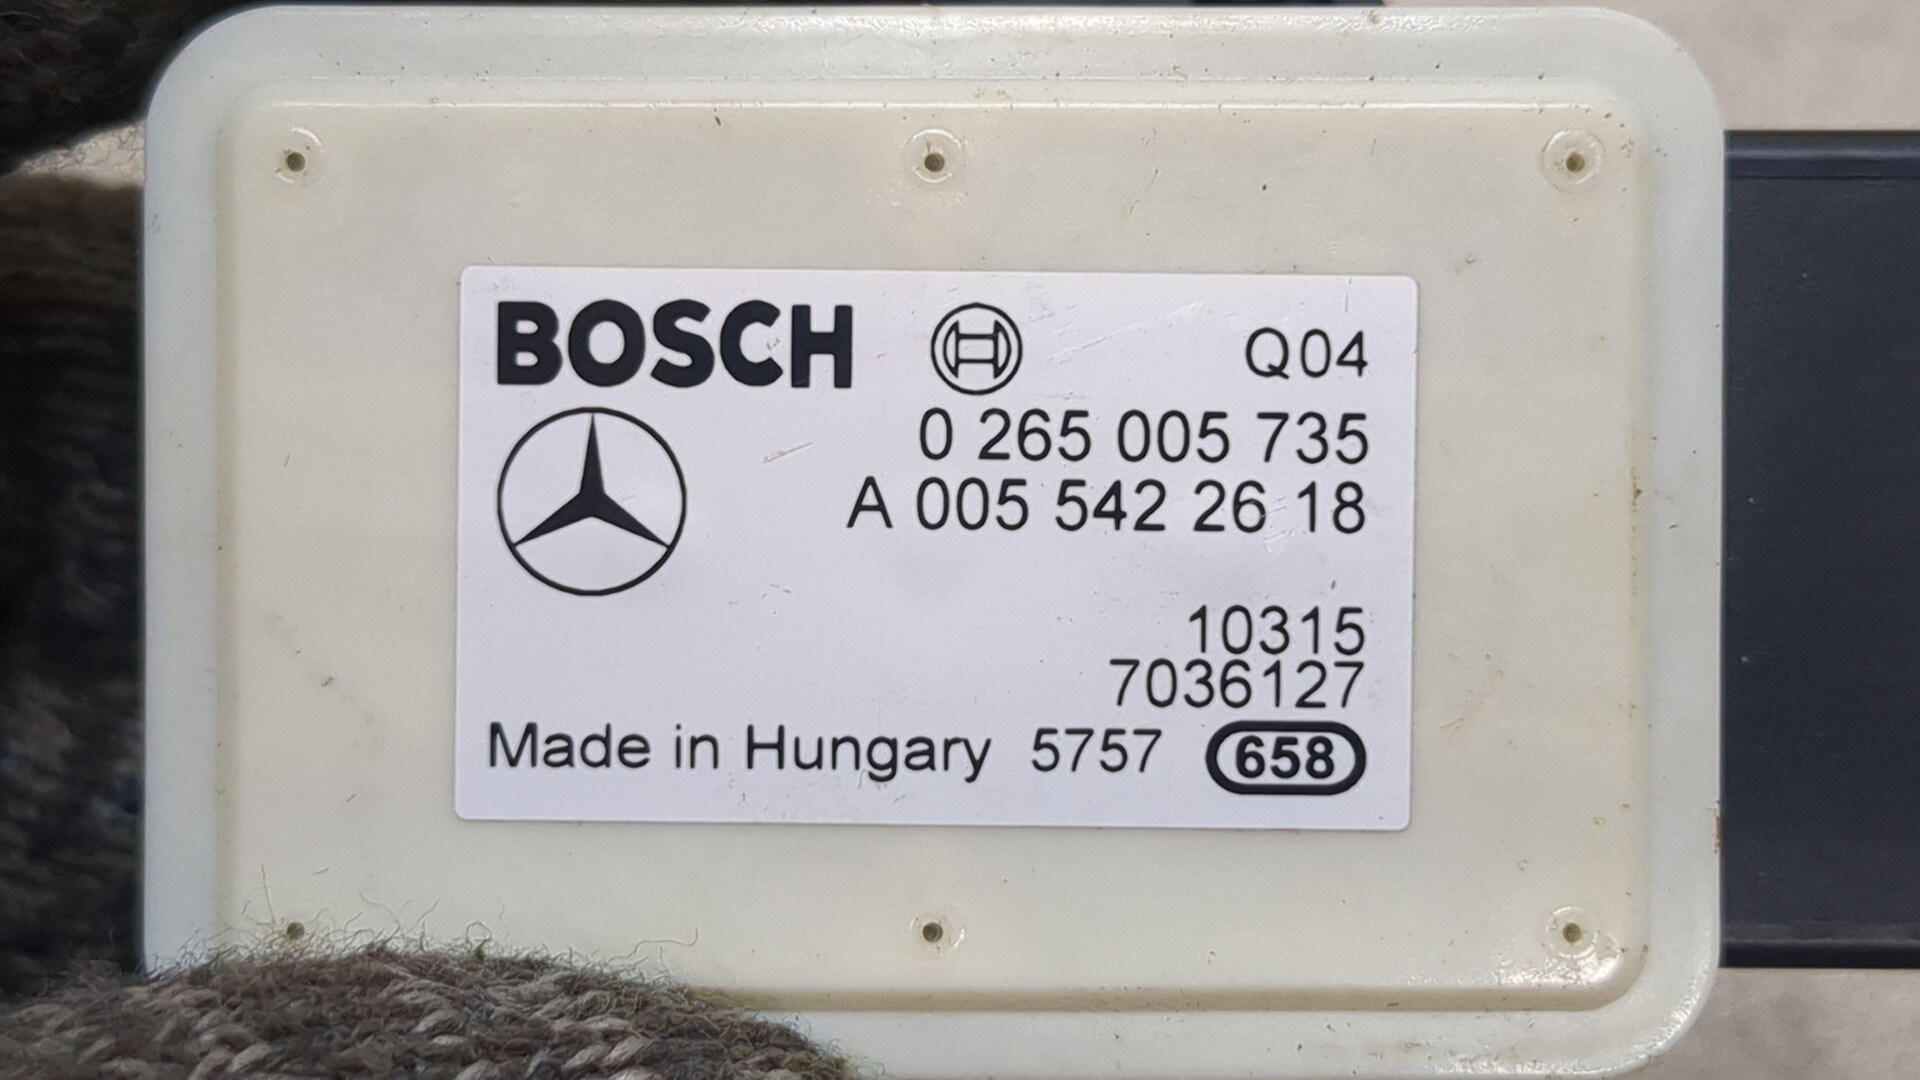 BOSCH Q04
0 265 005 735
A 005 542 26 18
10315
7036127
Made in Hungary 5757 658